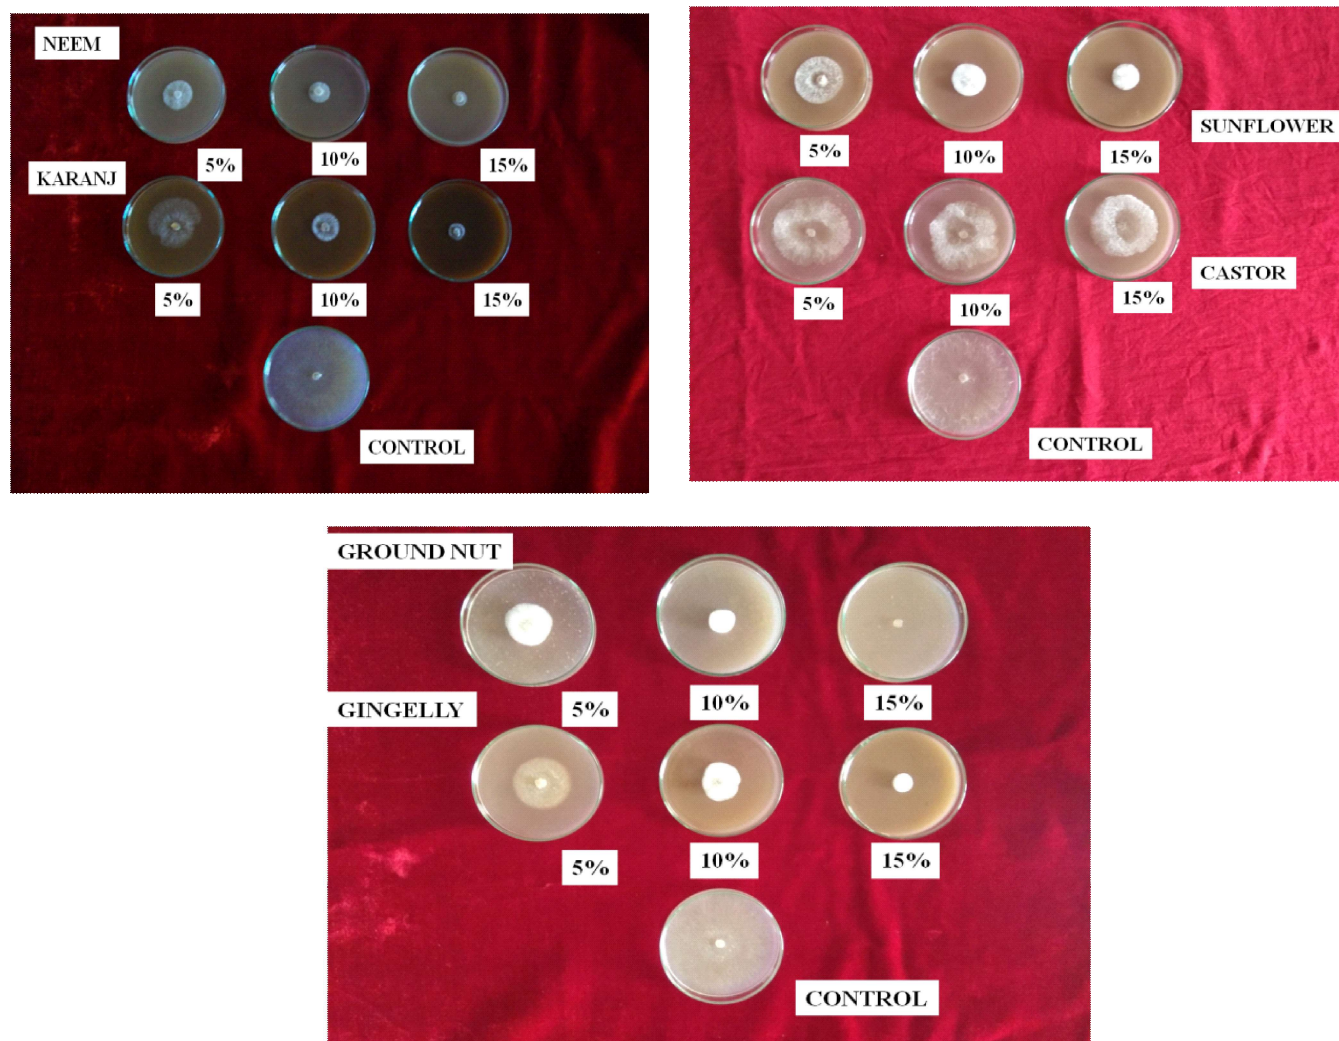 NEEM
5%
10%
15%
KARANJ
5%
10%
15%
CONTROL
SUNFLOWER
5%
10%
15%
CASTOR
5%
10%
15%
CONTROL
GROUND NUT
5%
10%
15%
GINGELLY
5%
10%
15%
CONTROL